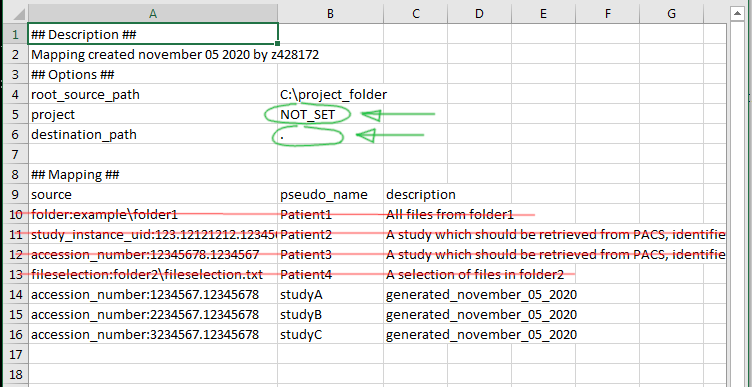 A B C D E F G
1 ## Description ##
2 Mapping created november 05 2020 by z428172
3 ## Options ##
4 root_source_path C:\project_folder
5 project NOT_SET
6 destination_path .
7
8 ## Mapping ##
9 source pseudo_name description
10 folder:example\folder1 Patient1 All files from folder1
11 study_instance_uid:123.12121212.12345 Patient2 A study which should be retrieved from PACS, identifie
12 accession_number:12345678.1234567 Patient3 A study which should be retrieved from PACS, identifie
13 fileselection:folder2\fileselection.txt Patient4 A selection of files in folder2
14 accession_number:1234567.12345678 studyA generated_november_05_2020
15 accession_number:2234567.12345678 studyB generated_november_05_2020
16 accession_number:3234567.12345678 studyC generated_november_05_2020
17
18